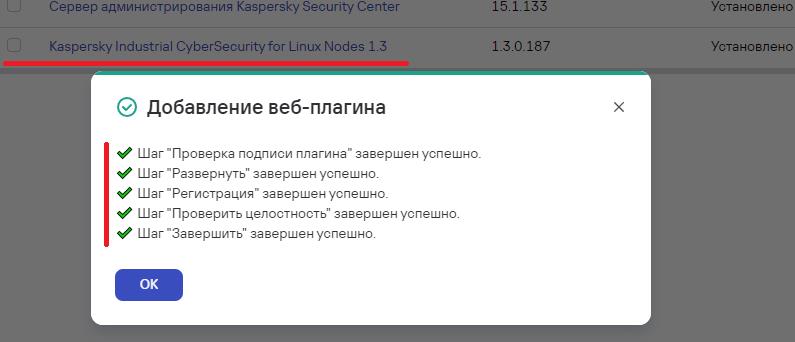 Сервер администрирования Kaspersky Security Center 15.1.133 Установлено
Kaspersky Industrial CyberSecurity for Linux Nodes 1.3 1.3.0.187 Установлено
Добавление веб-плагина
Шаг "Проверка подписи плагина" завершен успешно.
Шаг "Развернуть" завершен успешно.
Шаг "Регистрация" завершен успешно.
Шаг "Проверить целостность" завершен успешно.
Шаг "Завершить" завершен успешно.
ОК